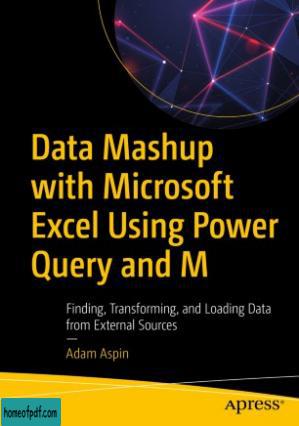 Data Mashup
with Microsoft
Excel Using Power
Query and M
Finding, Transforming, and Loading Data
from External Sources
—
Adam Aspin
Apress®
homeofpdf.com